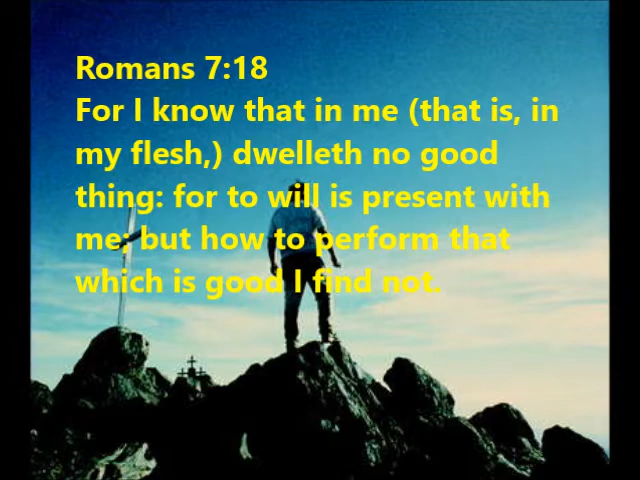 Romans 7:18
For I know that in me (that is, in
my flesh,) dwelleth no good
thing: for to will is present with
me; but how to perform that
which is good I find not.